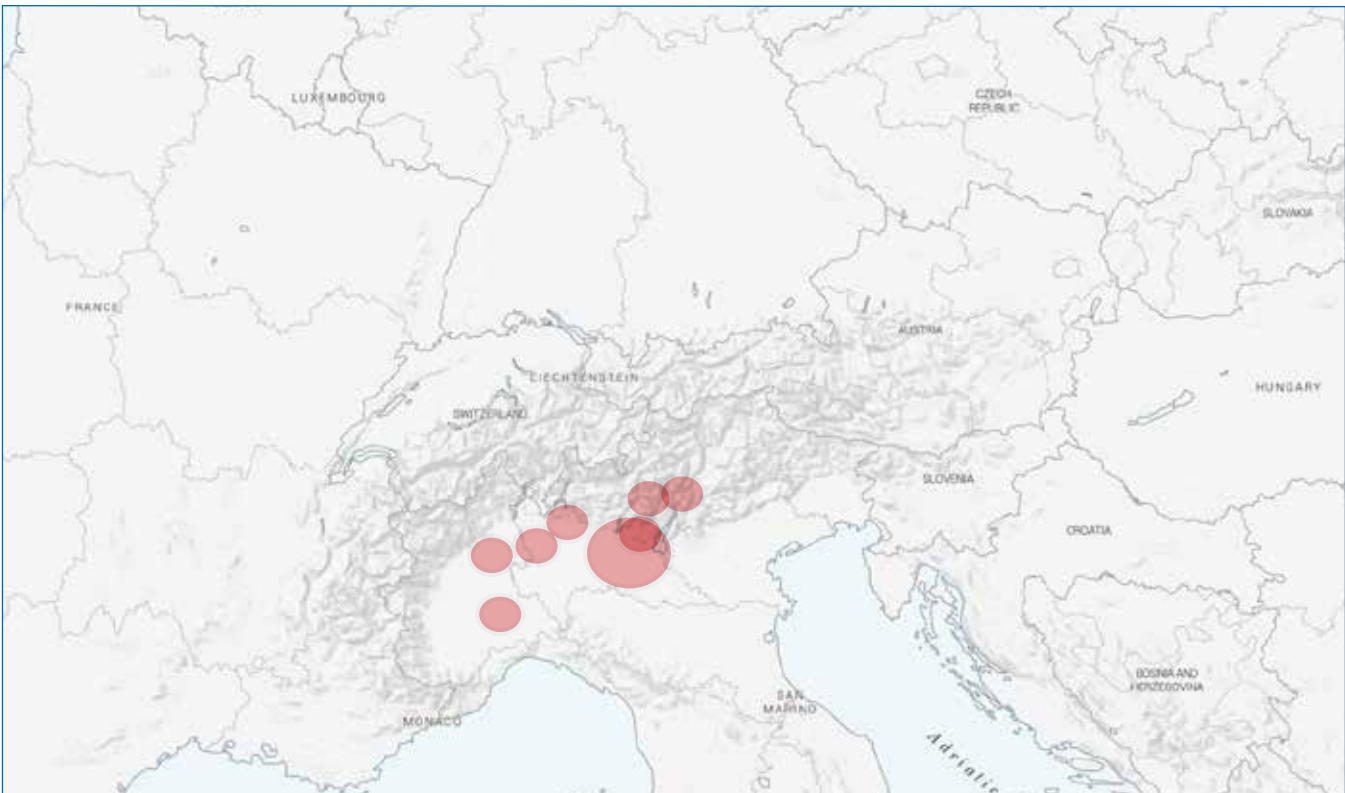 LUXEMBOURG
CZECH
REPUBLIC
SLOVAKIA
FRANCE
AUSTRIA
LIECHTENSTEIN
HUNGARY
SWITZERLAND
SLOVENIA
CROATIA
BOSNIA AND
HERZEGOVINA
SAN
MARINO
MONACO
Adriatic